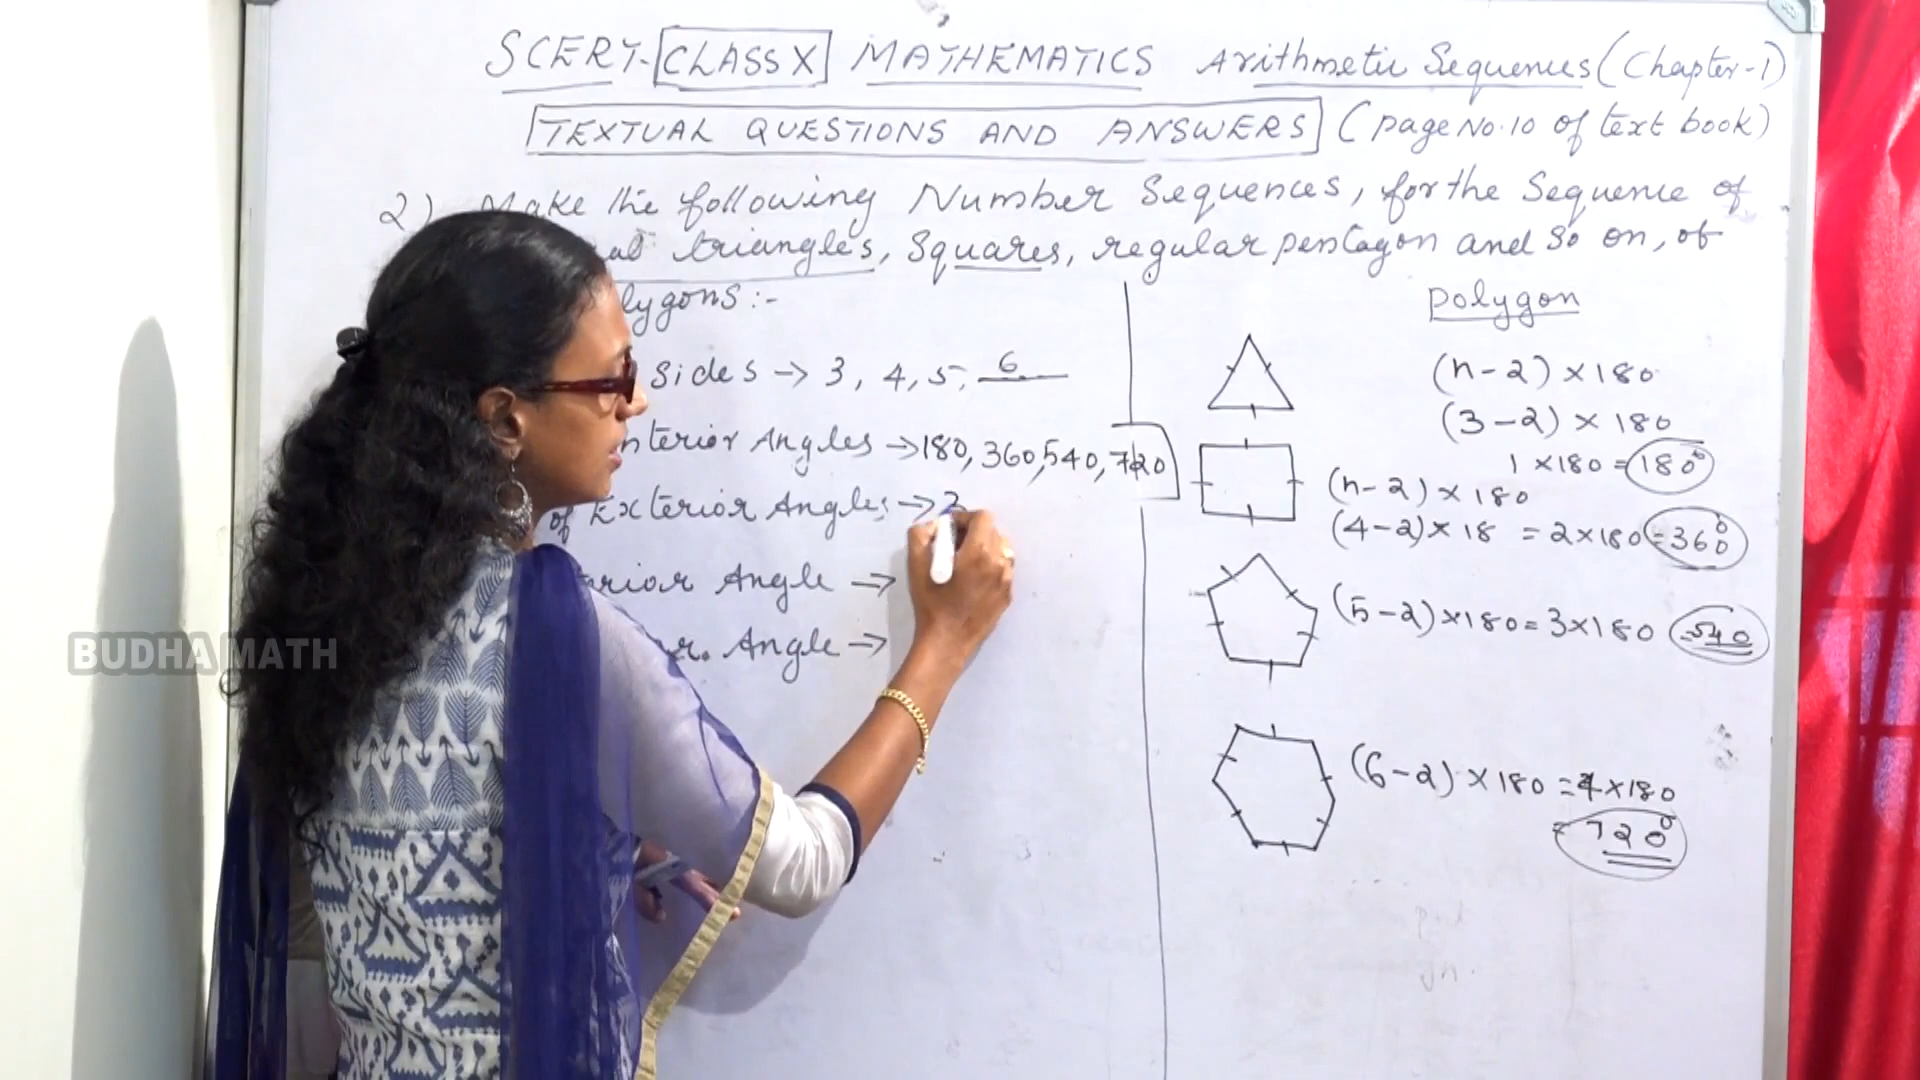 SCERT- CLASS X MATHEMATICS Arithmetic Sequences (Chapter-1)
TEXTUAL QUESTIONS AND ANSWERS (page No.10 of text book)
2) Make the following Number Sequences, for the Sequence of
triangles, Squares, regular pentagon and so on, of
lygons :-
sides → 3, 4, 5, 6
nterior Angles → 180, 360, 540, 720
of Exterior Angles → 3
rior Angle →
r. Angle →
polygon
(n-2) × 180
(3-2) × 180
1 × 180 = 180°
(n-2) × 180
(4-2) × 18 = 2×180 = 360°
(5-2) × 180 = 3×180 = 540
(6-2) × 180 = 4×180
= 720°
BUDHA MATH